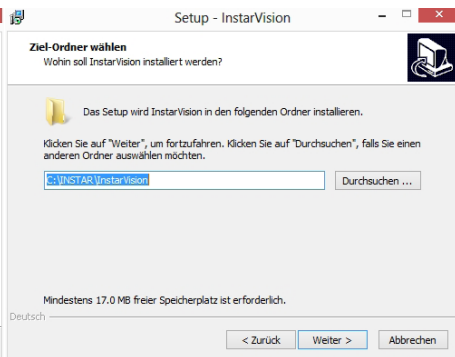 Setup - InstarVision
Ziel-Ordner wählen
Wohin soll InstarVision installiert werden?
Das Setup wird InstarVision in den folgenden Ordner installieren.
Klicken Sie auf "Weiter", um fortzufahren. Klicken Sie auf "Durchsuchen", falls Sie einen
anderen Ordner auswählen möchten.
C:\INSTAR\InstarVision
Durchsuchen ...
Mindestens 17.0 MB freier Speicherplatz ist erforderlich.
Deutsch
< Zurück
Weiter >
Abbrechen